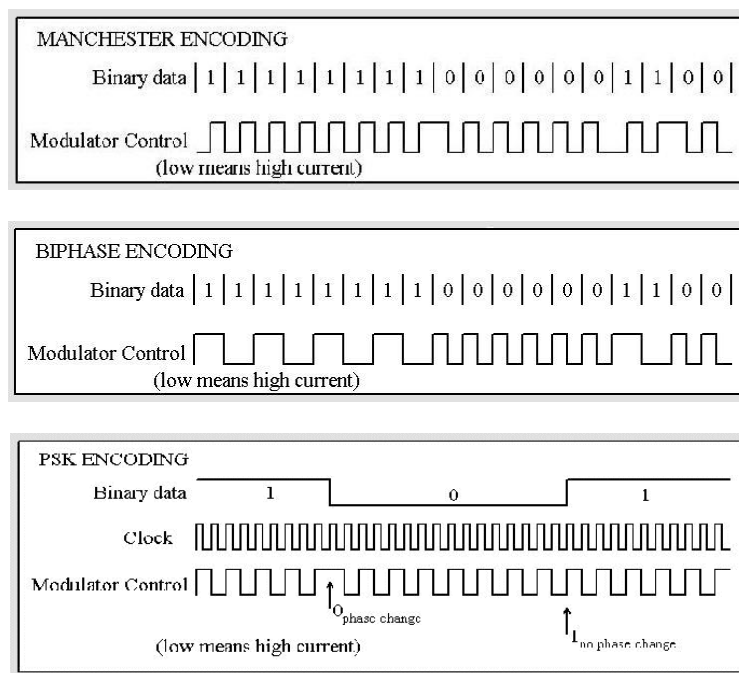 MANCHESTER ENCODING
Binary data | 1 | 1 | 1 | 1 | 1 | 1 | 1 | 1 | 0 | 0 | 0 | 0 | 0 | 0 | 1 | 1 | 0 | 0 |
Modulator Control
(low means high current)
BIPHASE ENCODING
Binary data | 1 | 1 | 1 | 1 | 1 | 1 | 1 | 1 | 0 | 0 | 0 | 0 | 0 | 0 | 1 | 1 | 0 | 0 |
Modulator Control
(low means high current)
PSK ENCODING
Binary data 1 0 1
Clock
Modulator Control
0 phase change
1 no phase change
(low means high current)